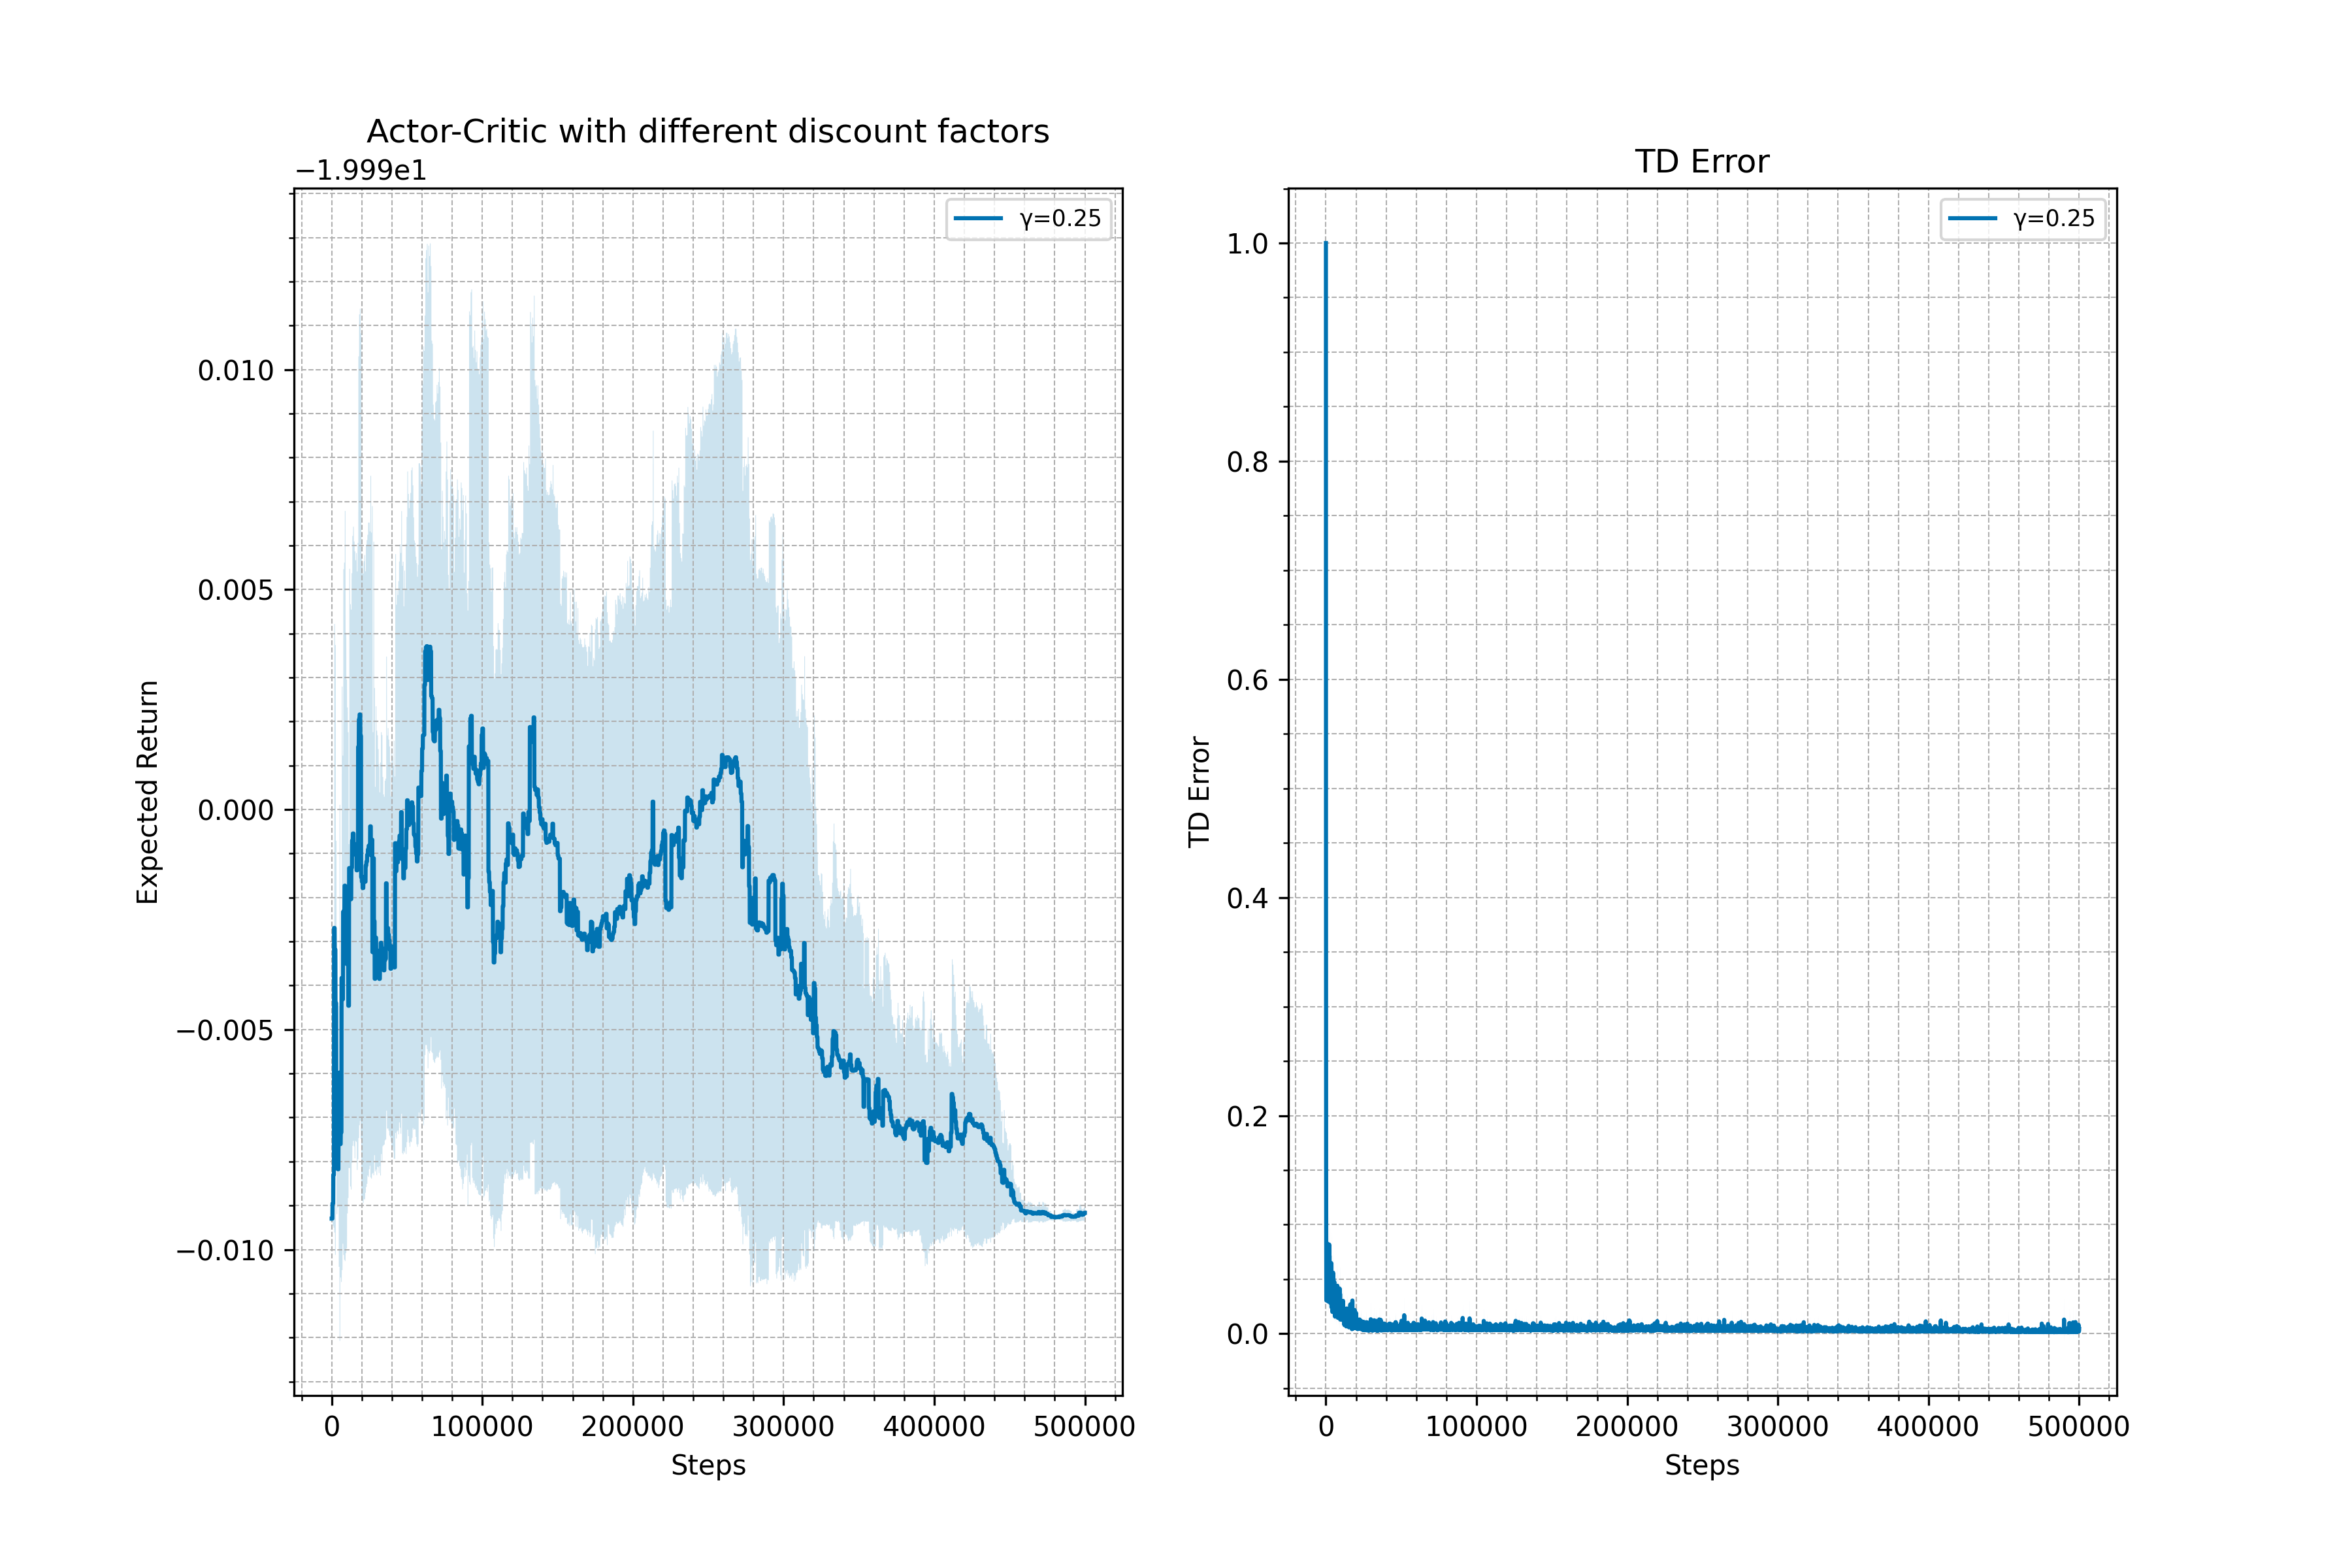 Actor-Critic with different discount factors
−1.999e1
γ=0.25
0.010
0.005
0.000
−0.005
−0.010
Expected Return
0 100000 200000 300000 400000 500000
Steps
TD Error
γ=0.25
1.0
0.8
0.6
0.4
0.2
0.0
TD Error
0 100000 200000 300000 400000 500000
Steps